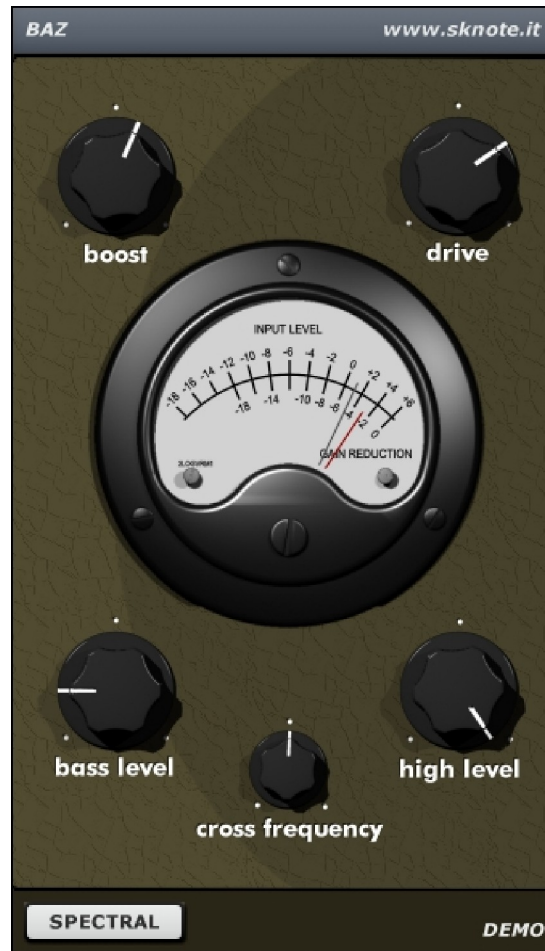 BAZ
www.sknote.it
boost
drive
INPUT LEVEL
-18 -16 -14 -12 -10 -8 -6 -4 -2 0 +2 +4 +6
-18 -14 -10 -8 -6 -4 -2 0
GAIN REDUCTION
bass level
high level
cross frequency
SPECTRAL
DEMO